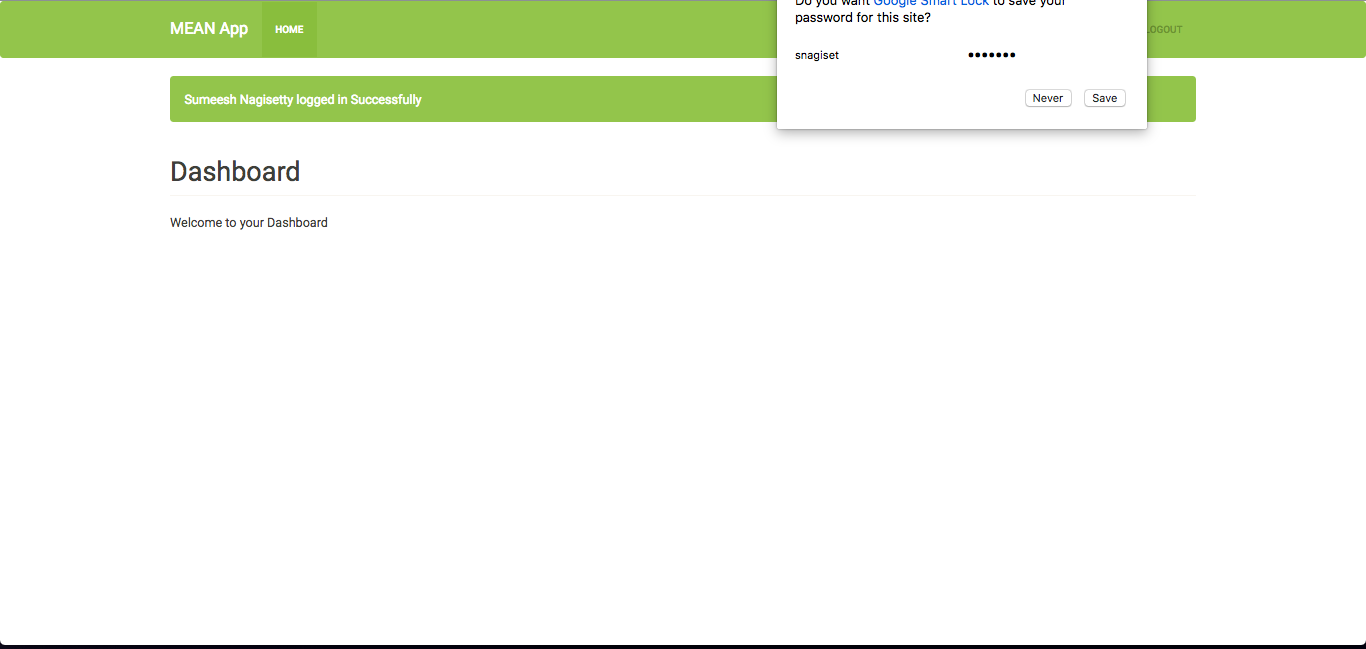 MEAN App HOME
Do you want Google Smart Lock to save your
password for this site?
snagiset •••••••
Never Save
LOGOUT
Sumeesh Nagisetty logged in Successfully
Dashboard
Welcome to your Dashboard